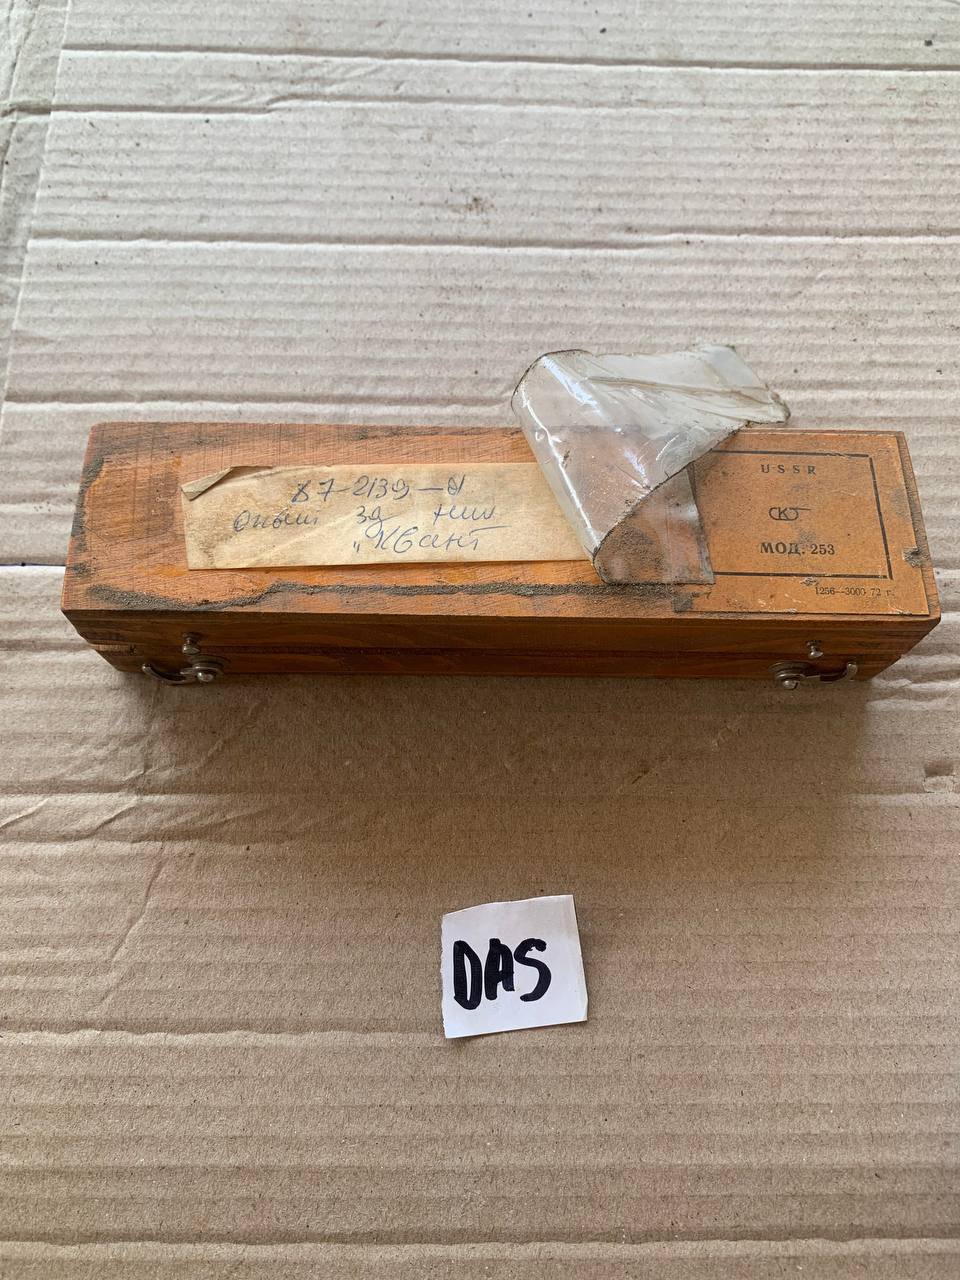 87-2139-
за
„Квант
USSR
МОД. 253
1256—3000 72 г.
DAS